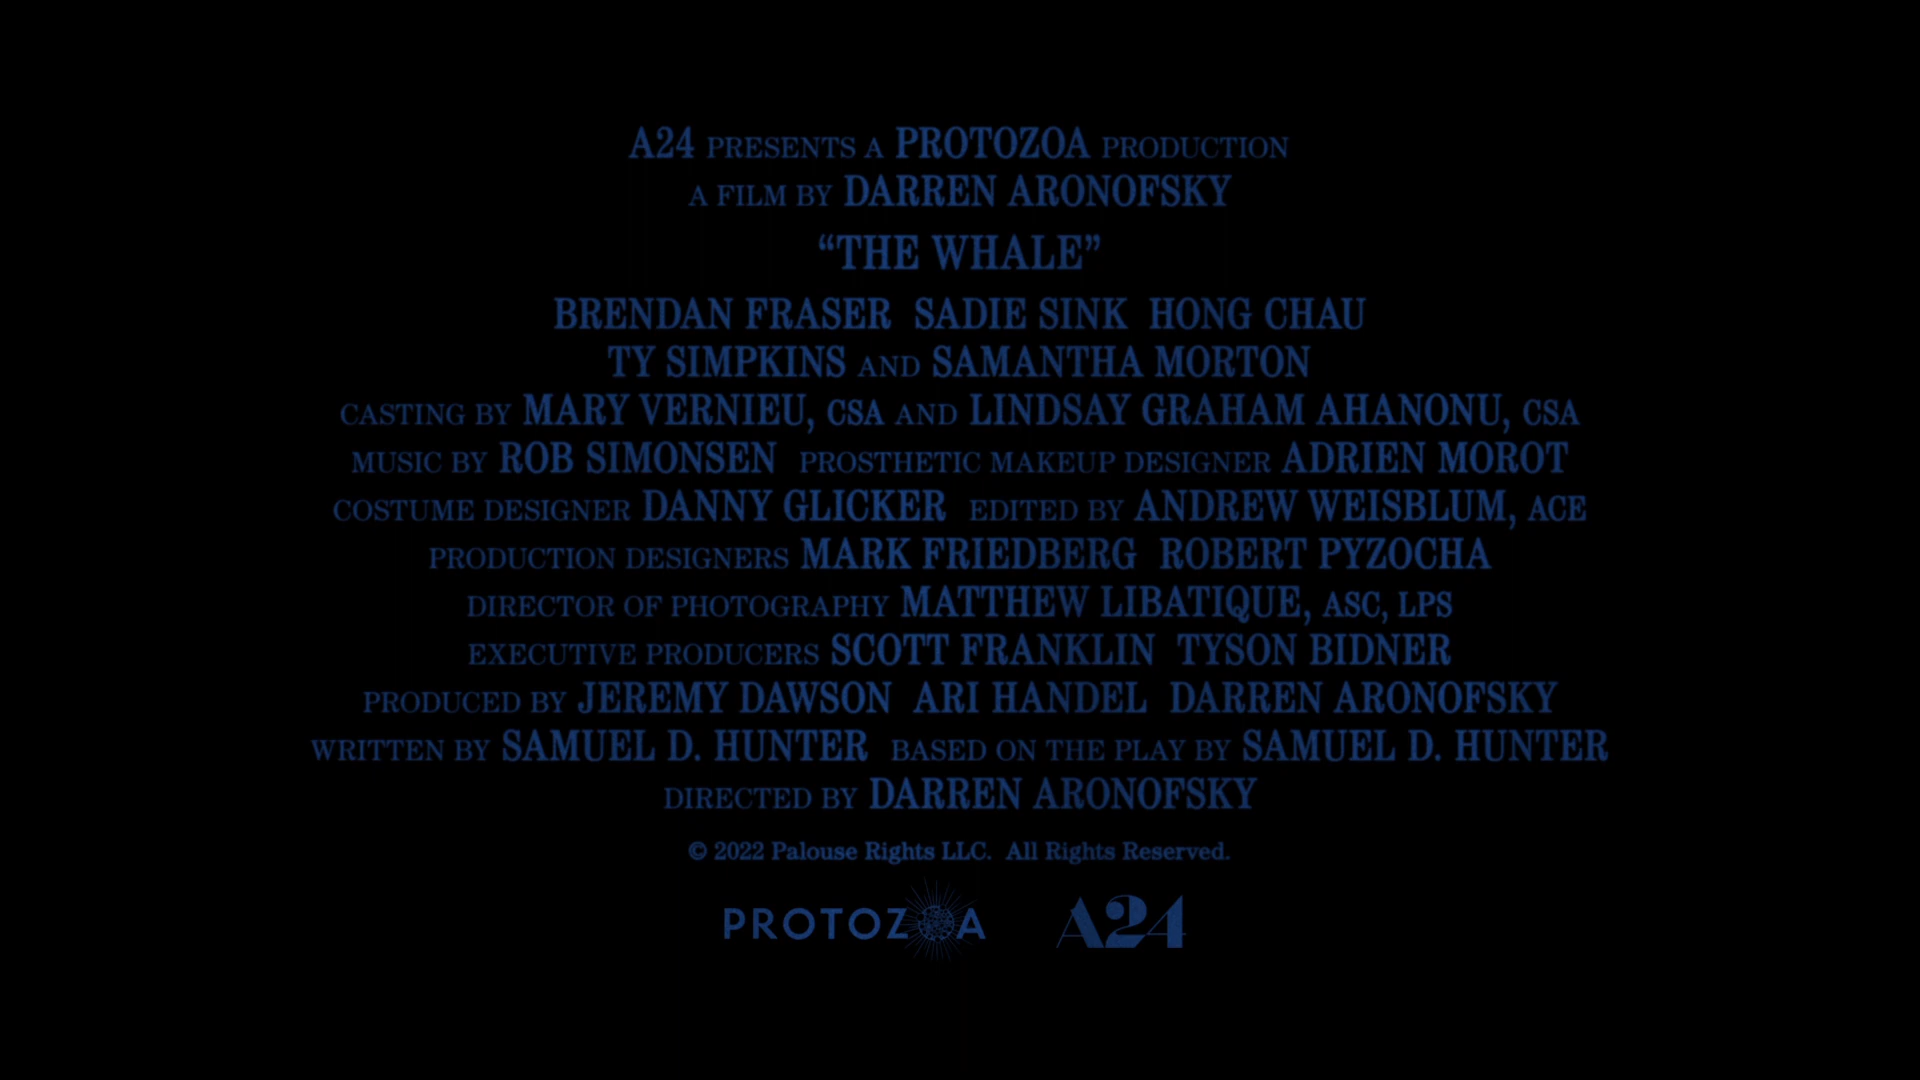 A24 PRESENTS A PROTOZOA PRODUCTION
A FILM BY DARREN ARONOFSKY
“THE WHALE”
BRENDAN FRASER SADIE SINK HONG CHAU
TY SIMPKINS AND SAMANTHA MORTON
CASTING BY MARY VERNIEU, CSA AND LINDSAY GRAHAM AHANONU, CSA
MUSIC BY ROB SIMONSEN PROSTHETIC MAKEUP DESIGNER ADRIEN MOROT
COSTUME DESIGNER DANNY GLICKER EDITED BY ANDREW WEISBLUM, ACE
PRODUCTION DESIGNERS MARK FRIEDBERG ROBERT PYZOCHA
DIRECTOR OF PHOTOGRAPHY MATTHEW LIBATIQUE, ASC, LPS
EXECUTIVE PRODUCERS SCOTT FRANKLIN TYSON BIDNER
PRODUCED BY JEREMY DAWSON ARI HANDEL DARREN ARONOFSKY
WRITTEN BY SAMUEL D. HUNTER BASED ON THE PLAY BY SAMUEL D. HUNTER
DIRECTED BY DARREN ARONOFSKY
© 2022 Palouse Rights LLC. All Rights Reserved.
PROTOZOA A24